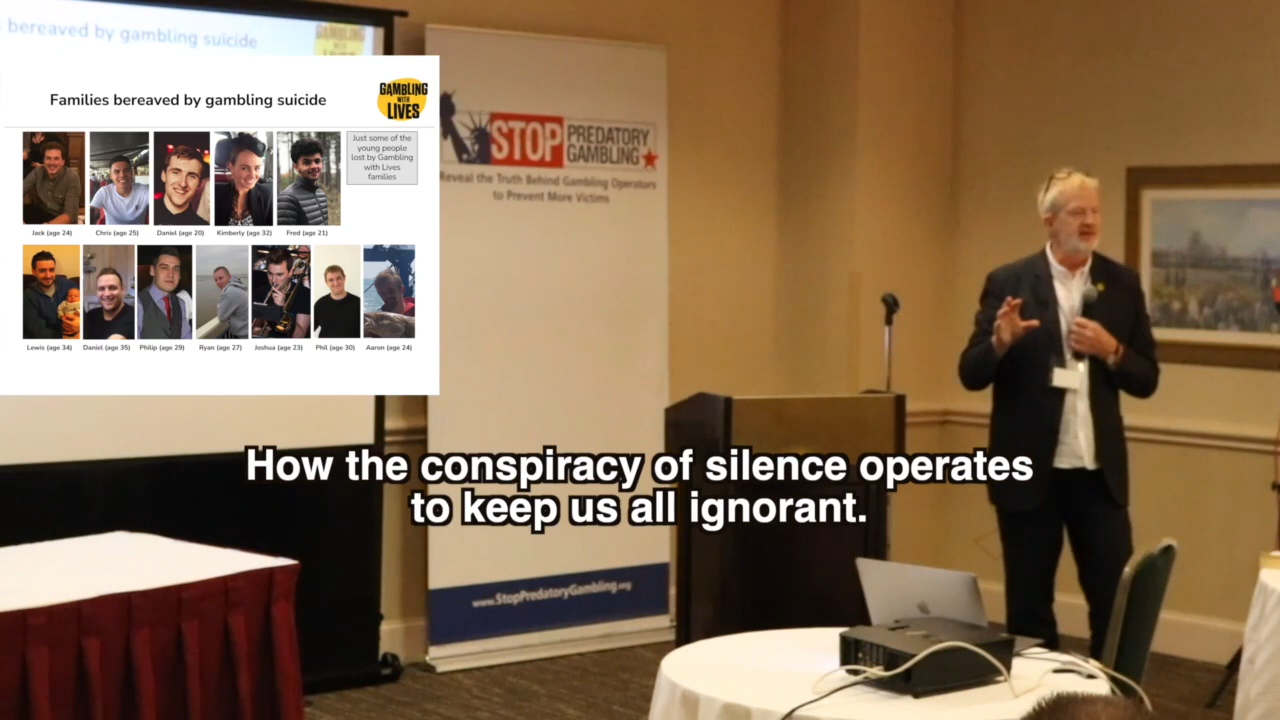 bereaved by gambling suicide
GAMBLING
WITH
Families bereaved by gambling suicide
GAMBLING
WITH
LIVES
Just some of the
young people
lost by Gambling
with Lives
families
Jack (age 24) Chris (age 25) Daniel (age 20) Kimberly (age 32) Fred (age 21)
Lewis (age 34) Daniel (age 35) Philip (age 29) Ryan (age 27) Joshua (age 23) Phil (age 30) Aaron (age 24)
STOP PREDATORY
GAMBLING
Reveal the Truth Behind Gambling Operators
to Prevent More Victims
How the conspiracy of silence operates
to keep us all ignorant.
www.StopPredatoryGambling.org